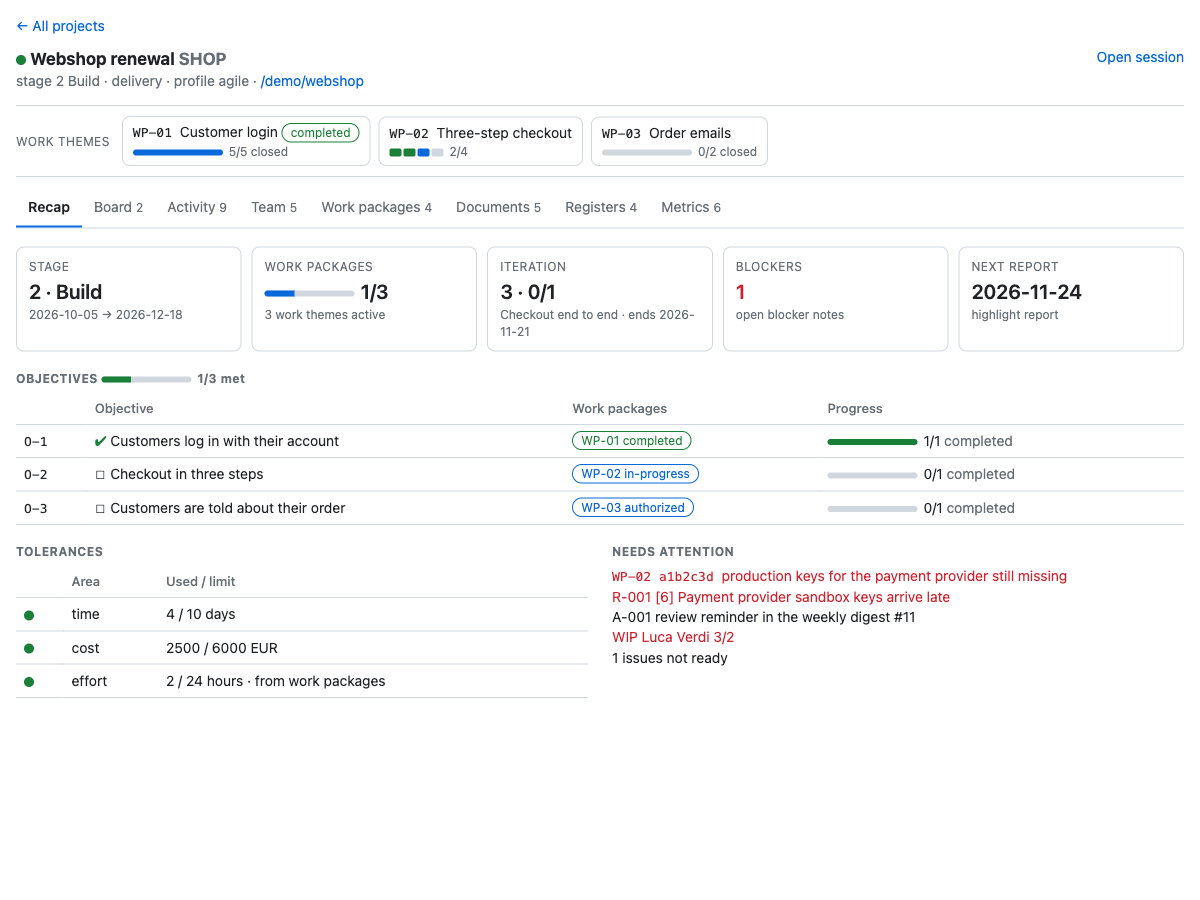 ← All projects
Webshop renewal SHOP
Open session
stage 2 Build · delivery · profile agile · /demo/webshop
WORK THEMES
WP-01 Customer login completed
5/5 closed
WP-02 Three-step checkout
2/4
WP-03 Order emails
0/2 closed
Recap
Board 2
Activity 9
Team 5
Work packages 4
Documents 5
Registers 4
Metrics 6
STAGE
2 · Build
2026-10-05 → 2026-12-18
WORK PACKAGES
1/3
3 work themes active
ITERATION
3 · 0/1
Checkout end to end · ends 2026-
11-21
BLOCKERS
1
open blocker notes
NEXT REPORT
2026-11-24
highlight report
OBJECTIVES 1/3 met
Objective Work packages Progress
O-1 ✔ Customers log in with their account WP-01 completed 1/1 completed
O-2 ☐ Checkout in three steps WP-02 in-progress 0/1 completed
O-3 ☐ Customers are told about their order WP-03 authorized 0/1 completed
TOLERANCES
Area Used / limit
time 4 / 10 days
cost 2500 / 6000 EUR
effort 2 / 24 hours · from work packages
NEEDS ATTENTION
WP-02 a1b2c3d production keys for the payment provider still missing
R-001 [6] Payment provider sandbox keys arrive late
A-001 review reminder in the weekly digest #11
WIP Luca Verdi 3/2
1 issues not ready